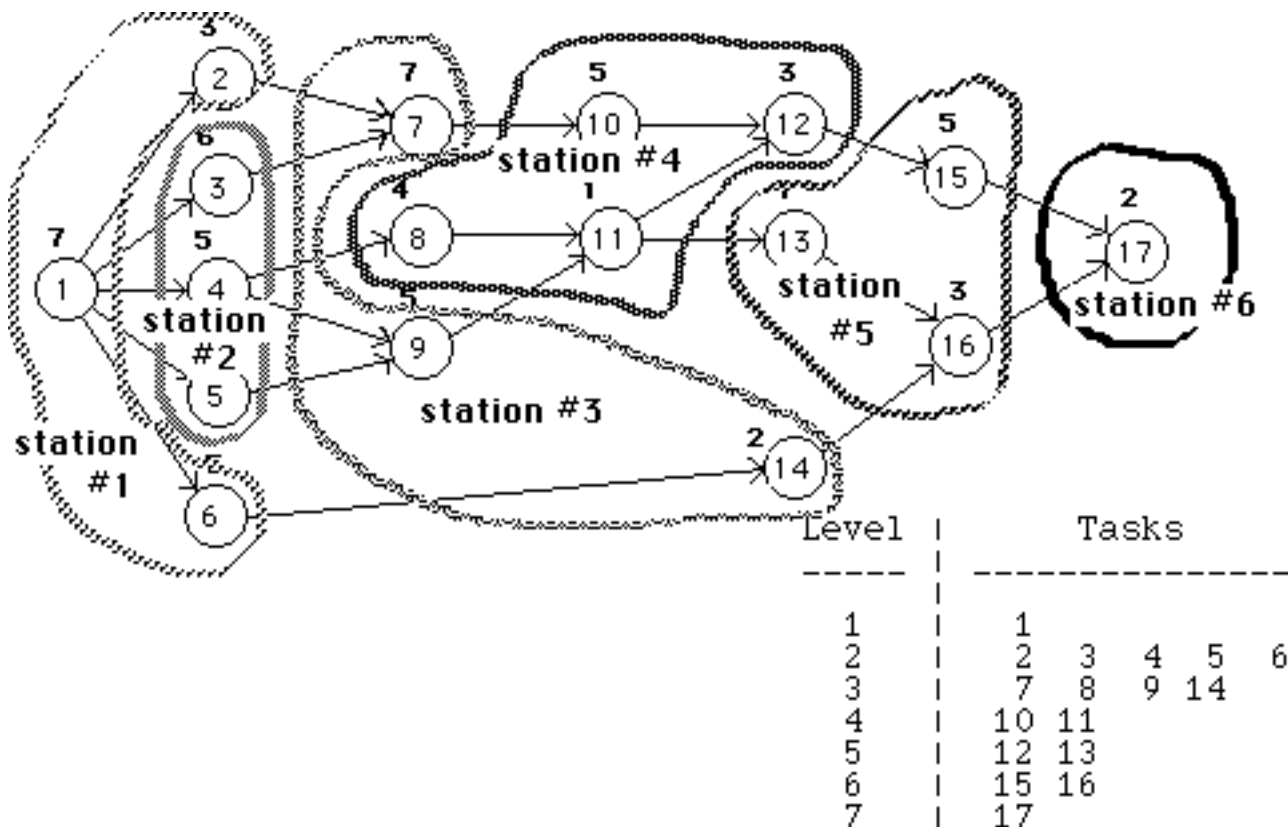 3
2
7
7
5
10
3
12
station #4
6
3
5
15
4
8
1
11
13
2
17
station #6
7
1
5
4
station
#2
station
#5
3
16
9
5
station #3
station
#1
6
2
14
Level | Tasks
----- | ----------------
1 | 1
2 | 2 3 4 5 6
3 | 7 8 9 14
4 | 10 11
5 | 12 13
6 | 15 16
7 | 17